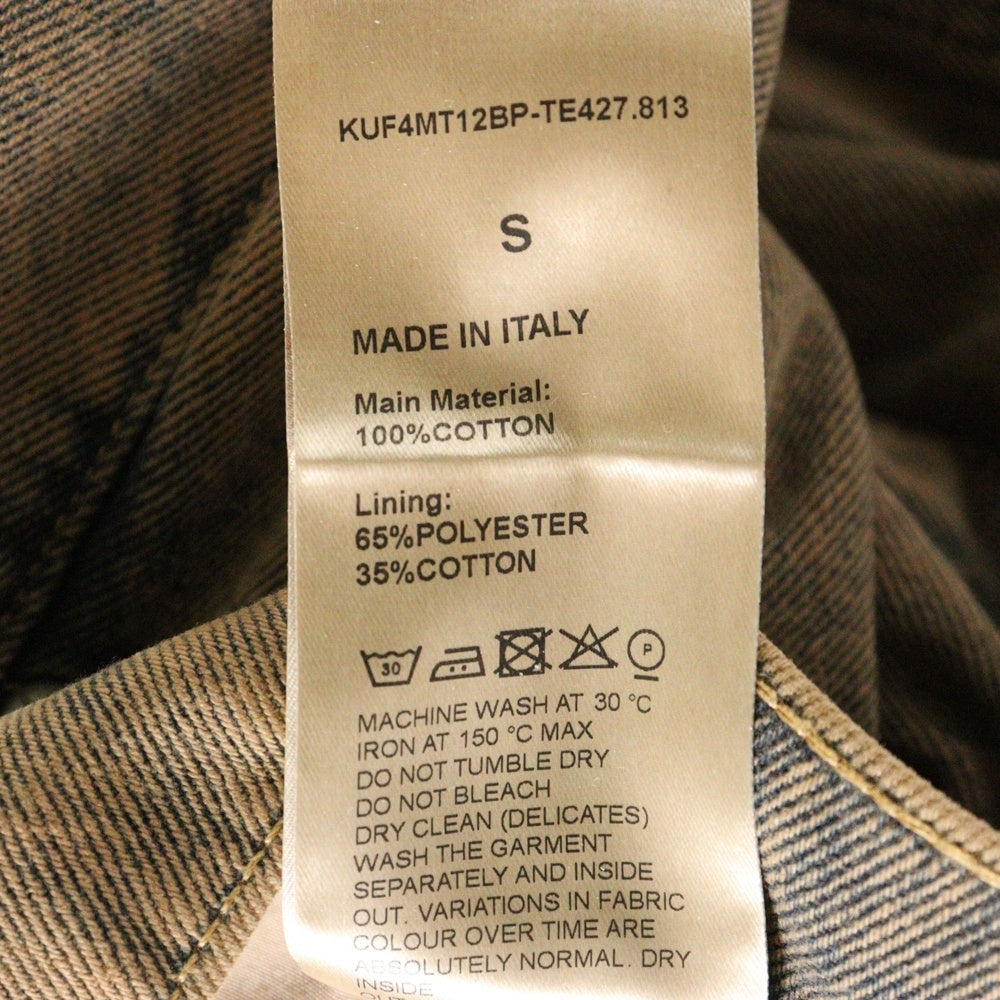 KUF4MT12BP-TE427.813
S
MADE IN ITALY
Main Material:
100%COTTON
Lining:
65%POLYESTER
35%COTTON
30
P
MACHINE WASH AT 30 °C
IRON AT 150 °C MAX
DO NOT TUMBLE DRY
DO NOT BLEACH
DRY CLEAN (DELICATES)
WASH THE GARMENT
SEPARATELY AND INSIDE
OUT. VARIATIONS IN FABRIC
COLOUR OVER TIME ARE
ABSOLUTELY NORMAL. DRY
INSIDE